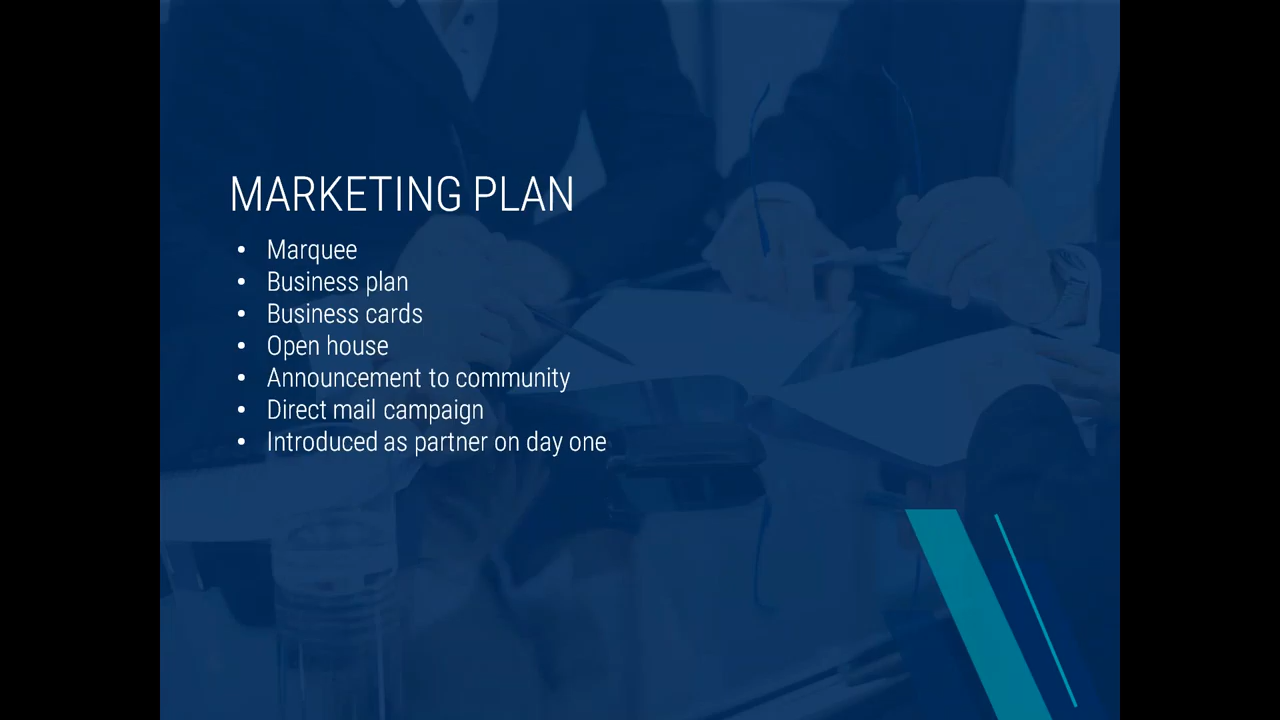 MARKETING PLAN
• Marquee
• Business plan
• Business cards
• Open house
• Announcement to community
• Direct mail campaign
• Introduced as partner on day one